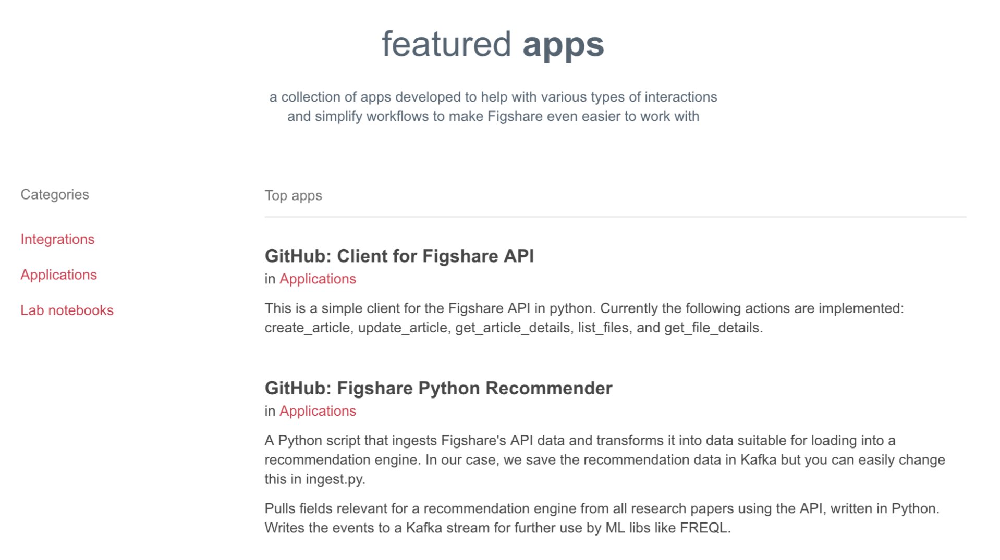 featured apps
a collection of apps developed to help with various types of interactions
and simplify workflows to make Figshare even easier to work with
Categories
Integrations
Applications
Lab notebooks
Top apps
GitHub: Client for Figshare API
in Applications
This is a simple client for the Figshare API in python. Currently the following actions are implemented:
create_article, update_article, get_article_details, list_files, and get_file_details.
GitHub: Figshare Python Recommender
in Applications
A Python script that ingests Figshare's API data and transforms it into data suitable for loading into a
recommendation engine. In our case, we save the recommendation data in Kafka but you can easily change
this in ingest.py.
Pulls fields relevant for a recommendation engine from all research papers using the API, written in Python.
Writes the events to a Kafka stream for further use by ML libs like FREQL.